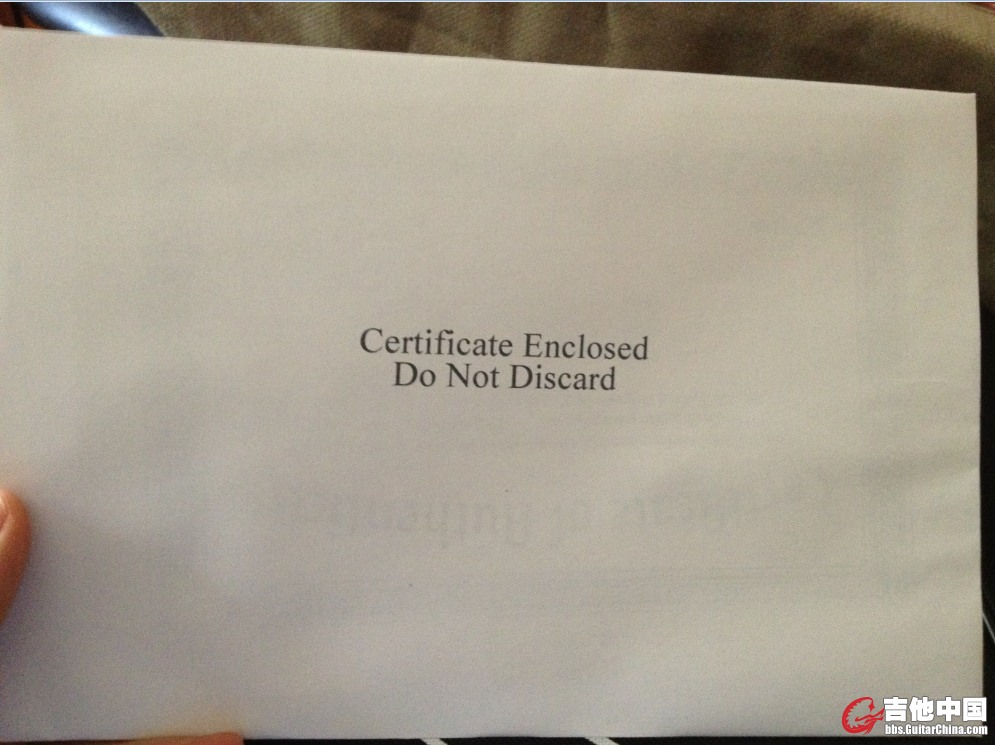 Certificate Enclosed
Do Not Discard
吉他中国
bbs.GuitarChina.com